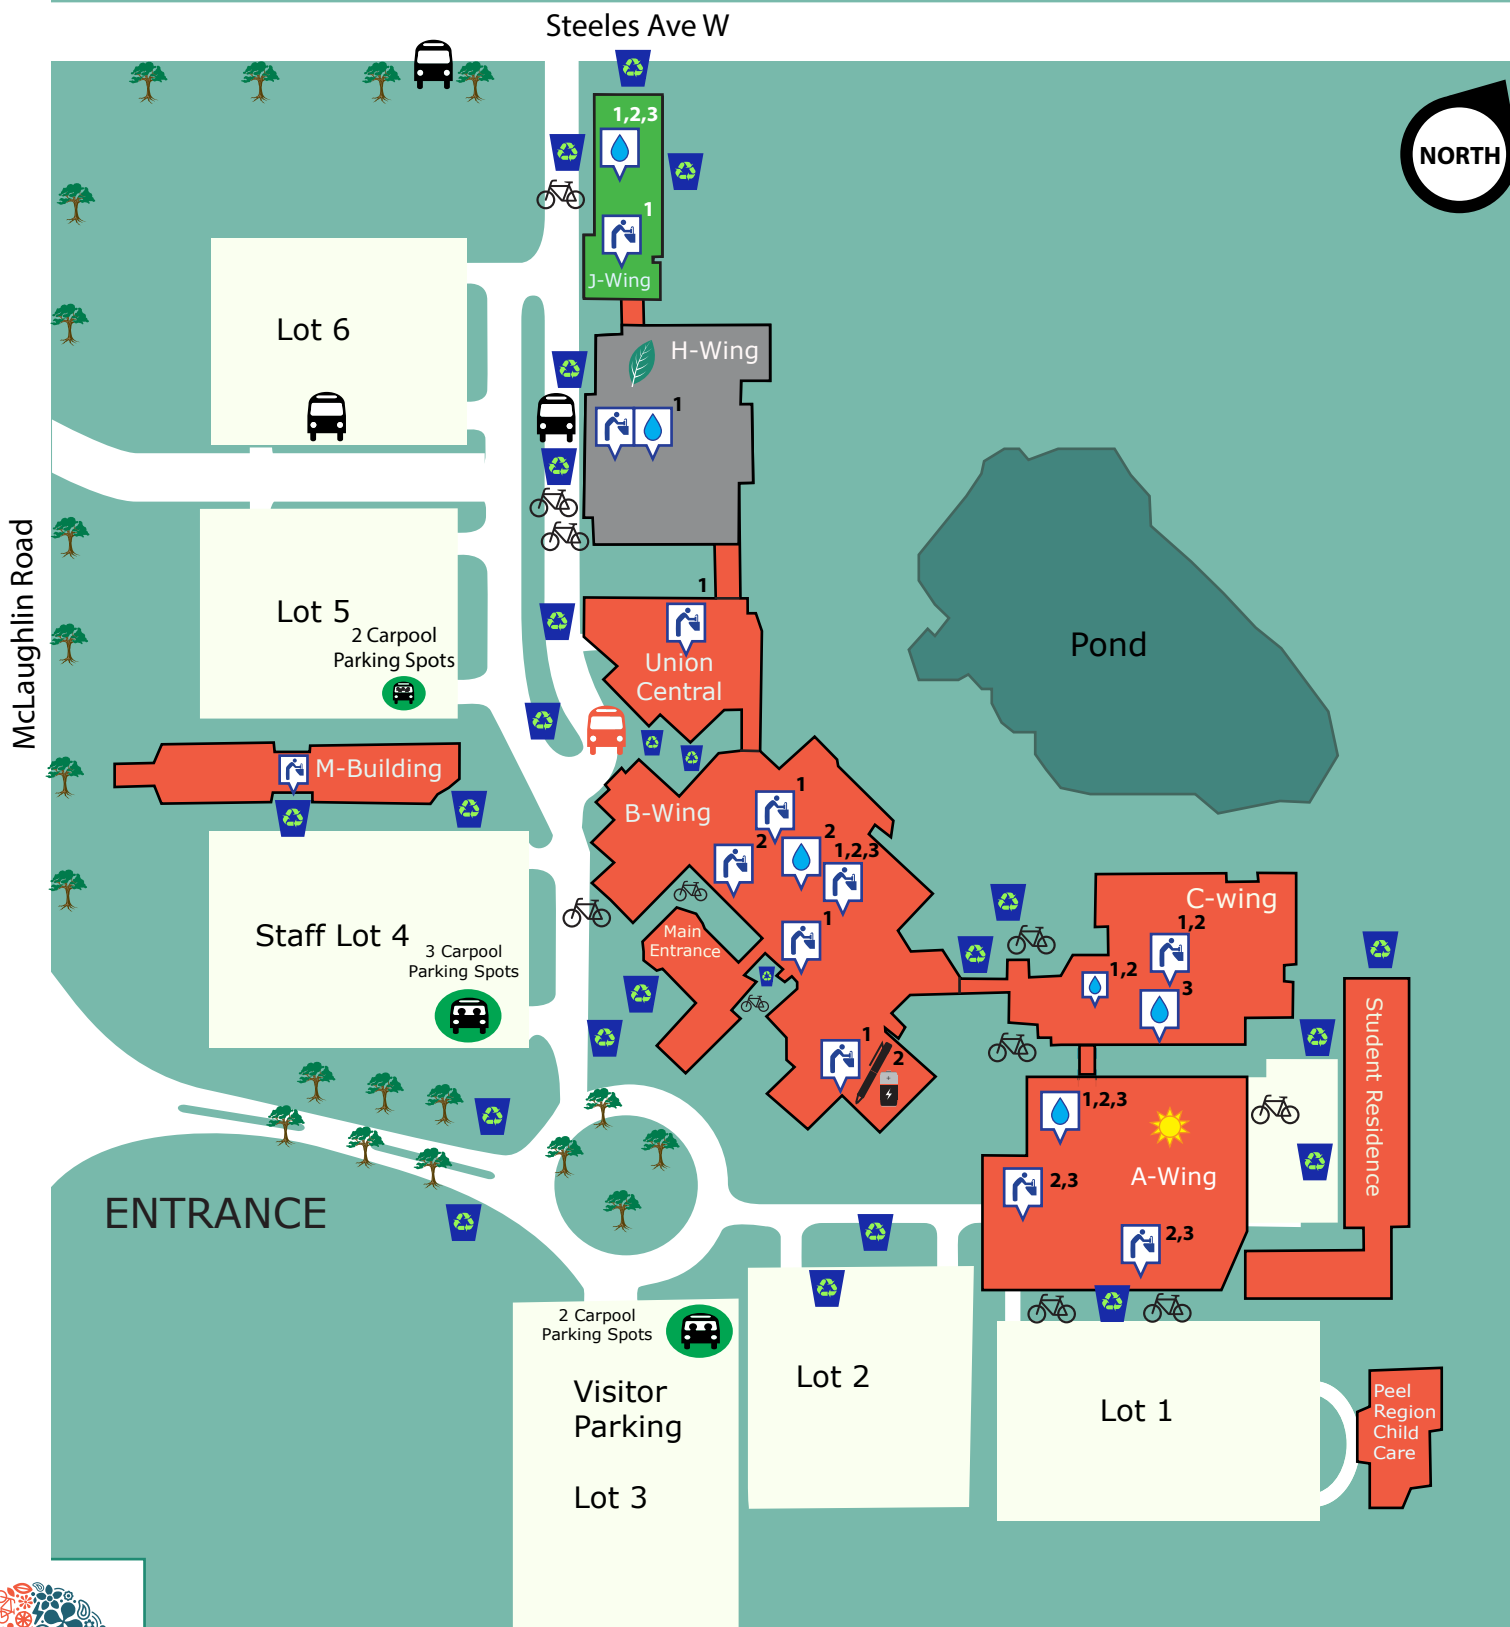 Steeles Ave W
NORTH
1,2,3
1
J-Wing
H-Wing
1
Lot 6
McLaughlin Road
Lot 5
2 Carpool
Parking Spots
1
Union
Central
Pond
M-Building
B-Wing
1
2
2
1,2,3
1
Main
Entrance
Staff Lot 4
3 Carpool
Parking Spots
C-wing
1,2
1,2
3
Student Residence
1
2
1,2,3
A-Wing
2,3
2,3
ENTRANCE
2 Carpool
Parking Spots
Visitor
Parking
Lot 3
Lot 2
Lot 1
Peel
Region
Child
Care